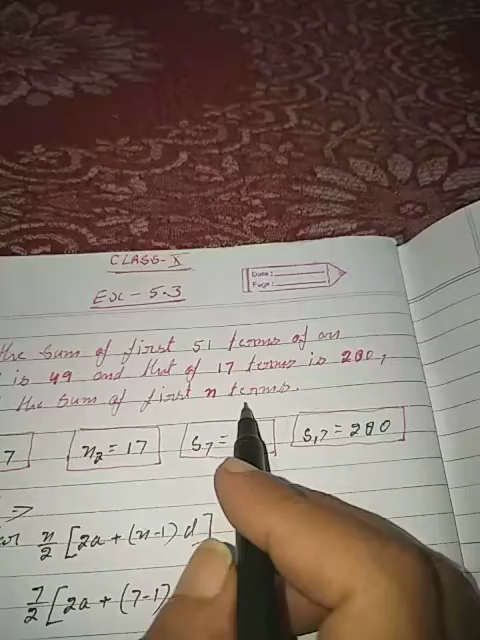 CLASS-X
Date:
Page:
EX - 5.3
the sum of first 51 terms of an
is 49 and that of 17 terms is 280,
the sum of first n terms.
7 n₂ = 17 S₇ = S₁₇ = 280
=>
n/2 [2a + (n-1) d]
7/2 [2a + (7-1)